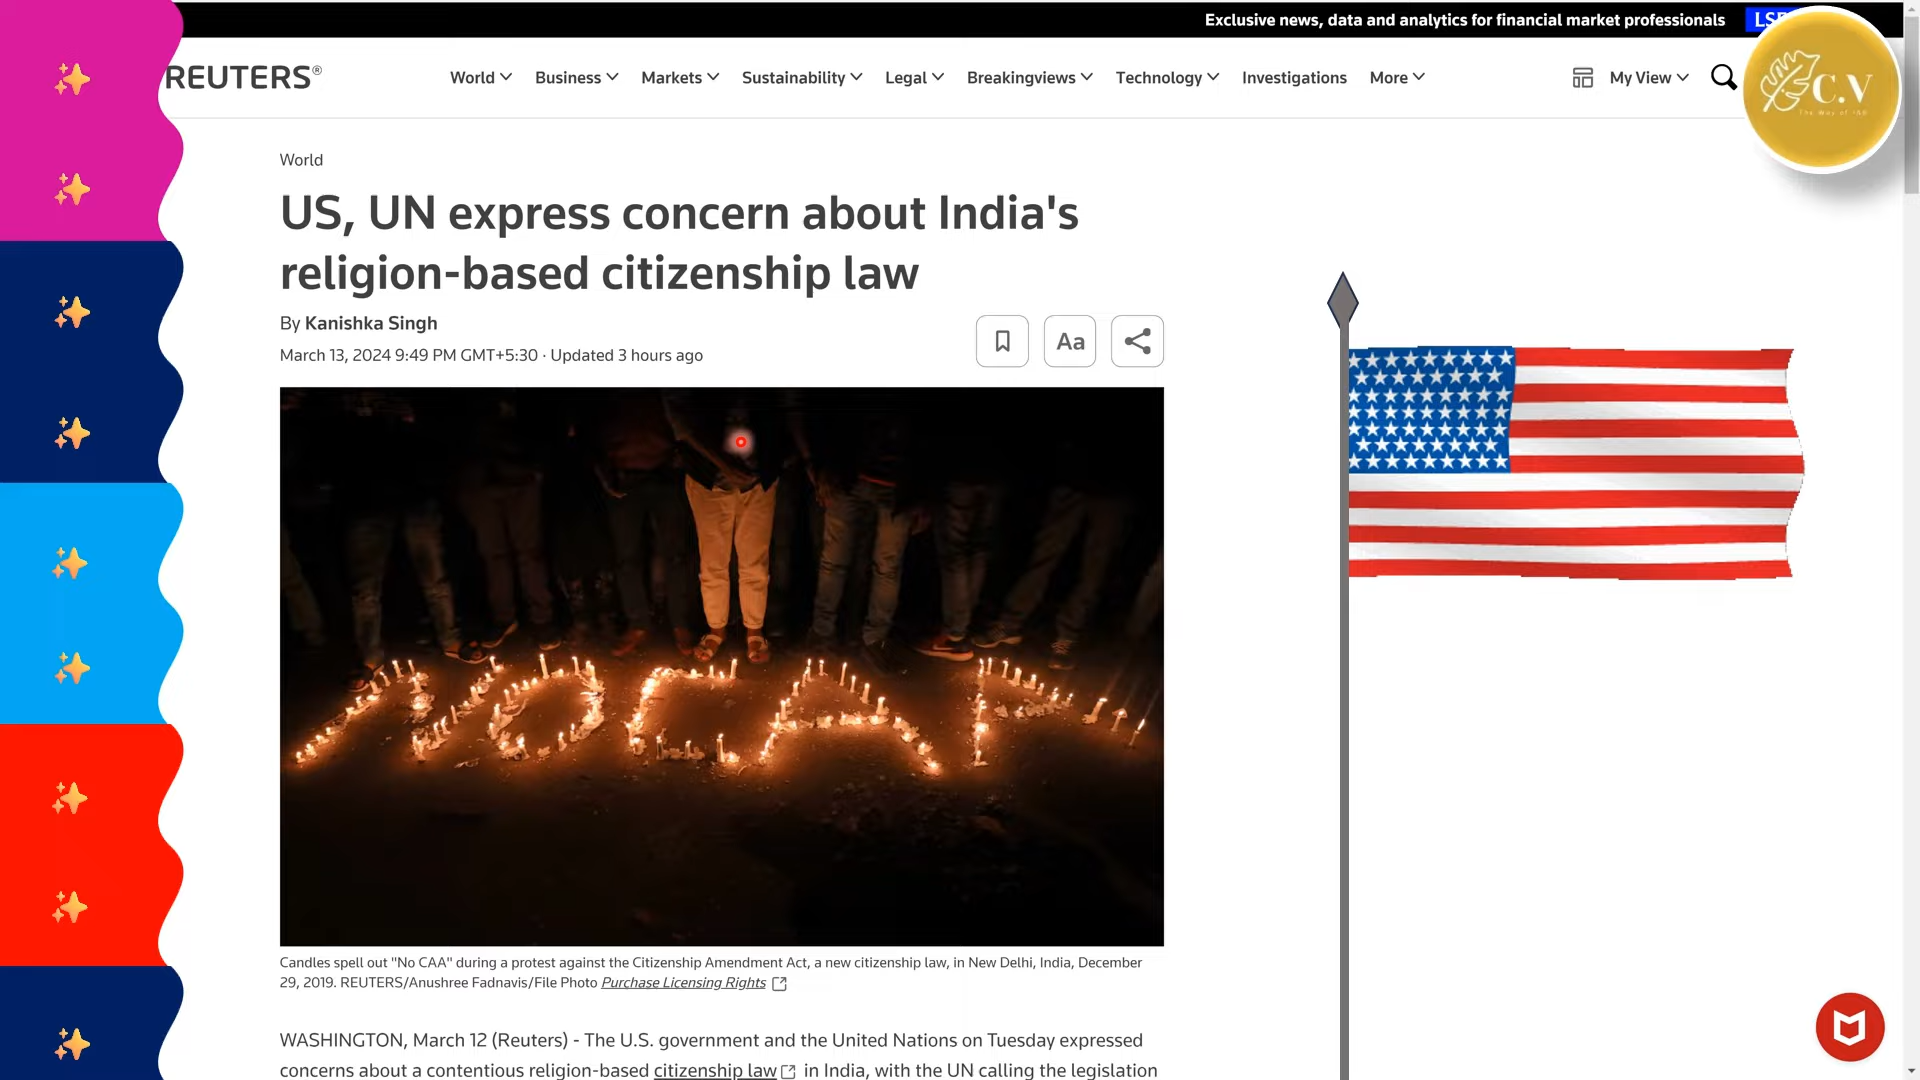 Exclusive news, data and analytics for financial market professionals
REUTERS®
World Business Markets Sustainability Legal Breakingviews Technology Investigations More My View
C.V
World
US, UN express concern about India's
religion-based citizenship law
By Kanishka Singh
March 13, 2024 9:49 PM GMT+5:30 · Updated 3 hours ago
Aa
Candles spell out "No CAA" during a protest against the Citizenship Amendment Act, a new citizenship law, in New Delhi, India, December
29, 2019. REUTERS/Anushree Fadnavis/File Photo Purchase Licensing Rights
WASHINGTON, March 12 (Reuters) - The U.S. government and the United Nations on Tuesday expressed
concerns about a contentious religion-based citizenship law in India, with the UN calling the legislation